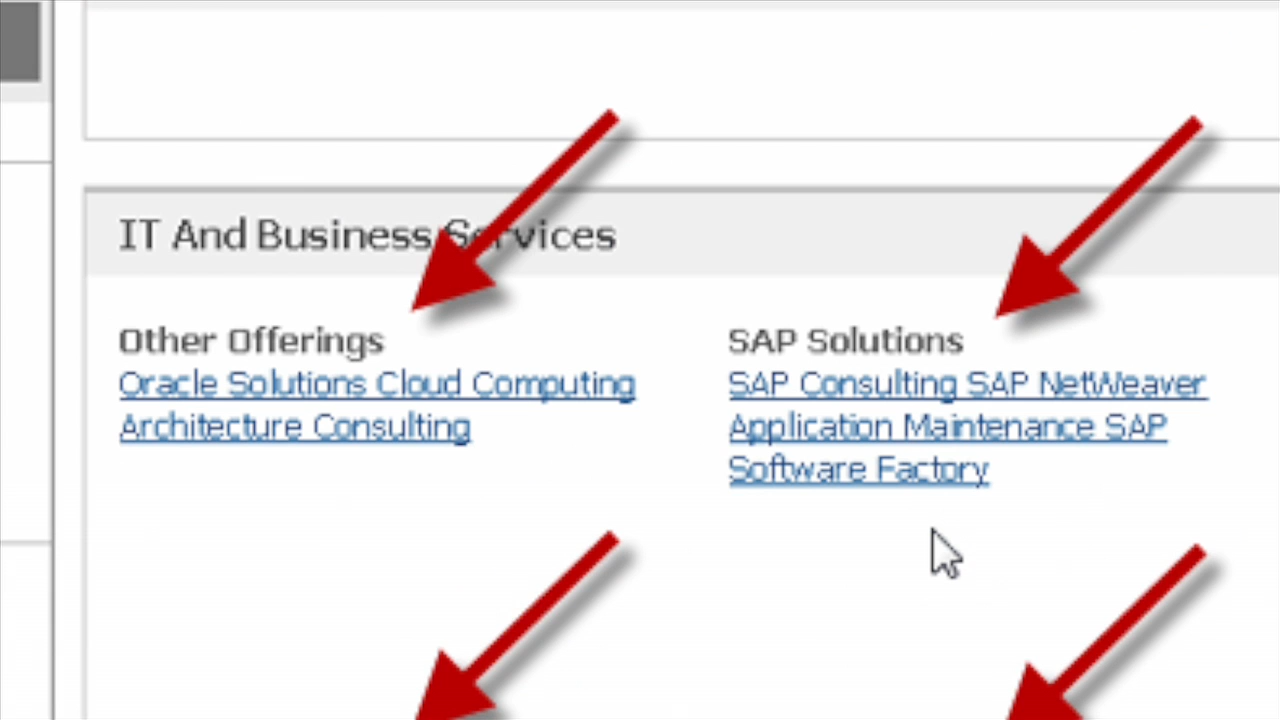 IT And Business Services
Other Offerings
Oracle Solutions Cloud Computing
Architecture Consulting
SAP Solutions
SAP Consulting SAP NetWeaver
Application Maintenance SAP
Software Factory